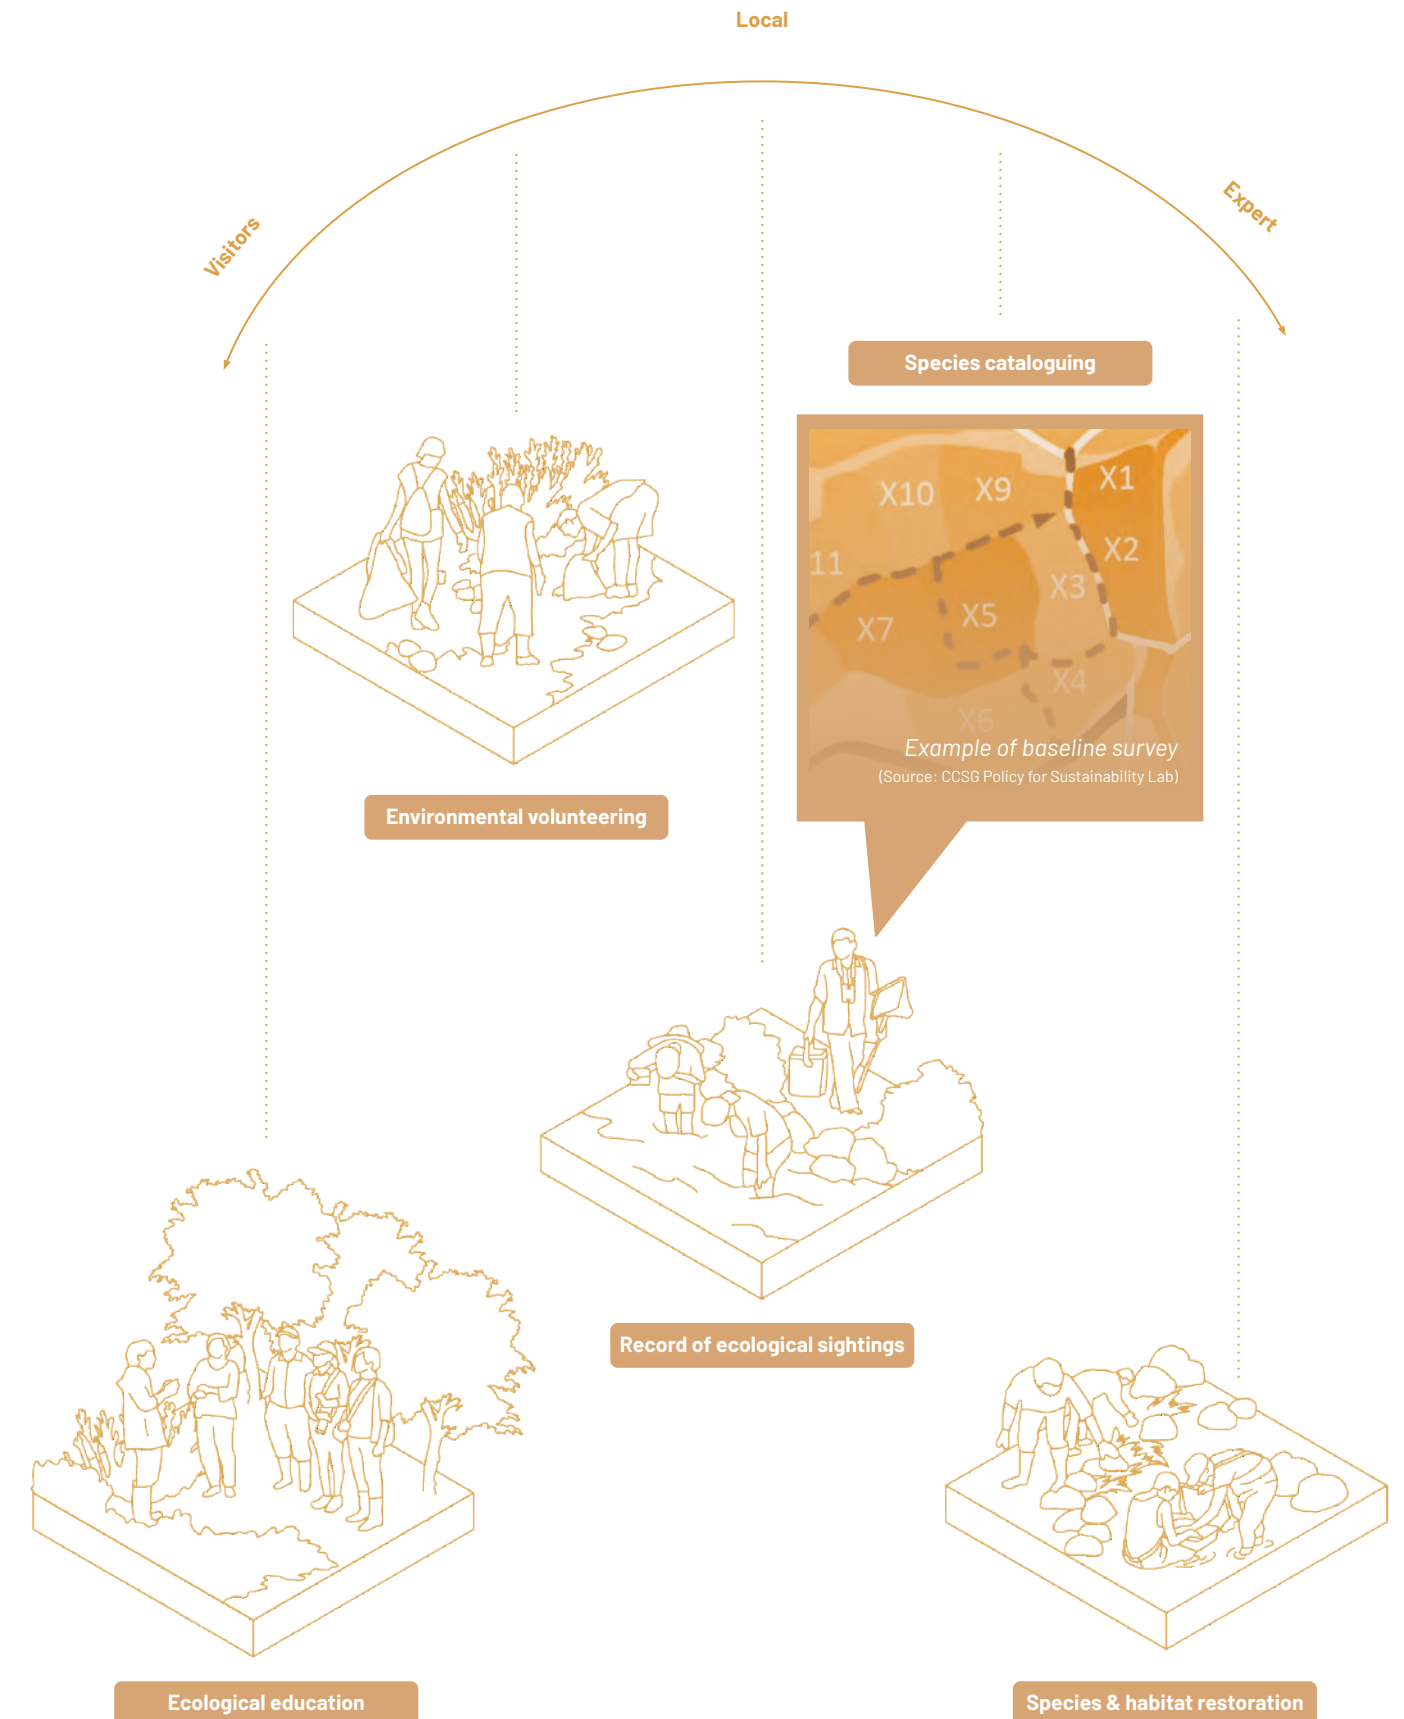 Local
Visitors
Expert
Species cataloguing
X10
X9
X1
X2
11
X3
X5
X7
X4
X6
Example of baseline survey
(Source: CCSG Policy for Sustainability Lab)
Environmental volunteering
Record of ecological sightings
Ecological education
Species & habitat restoration